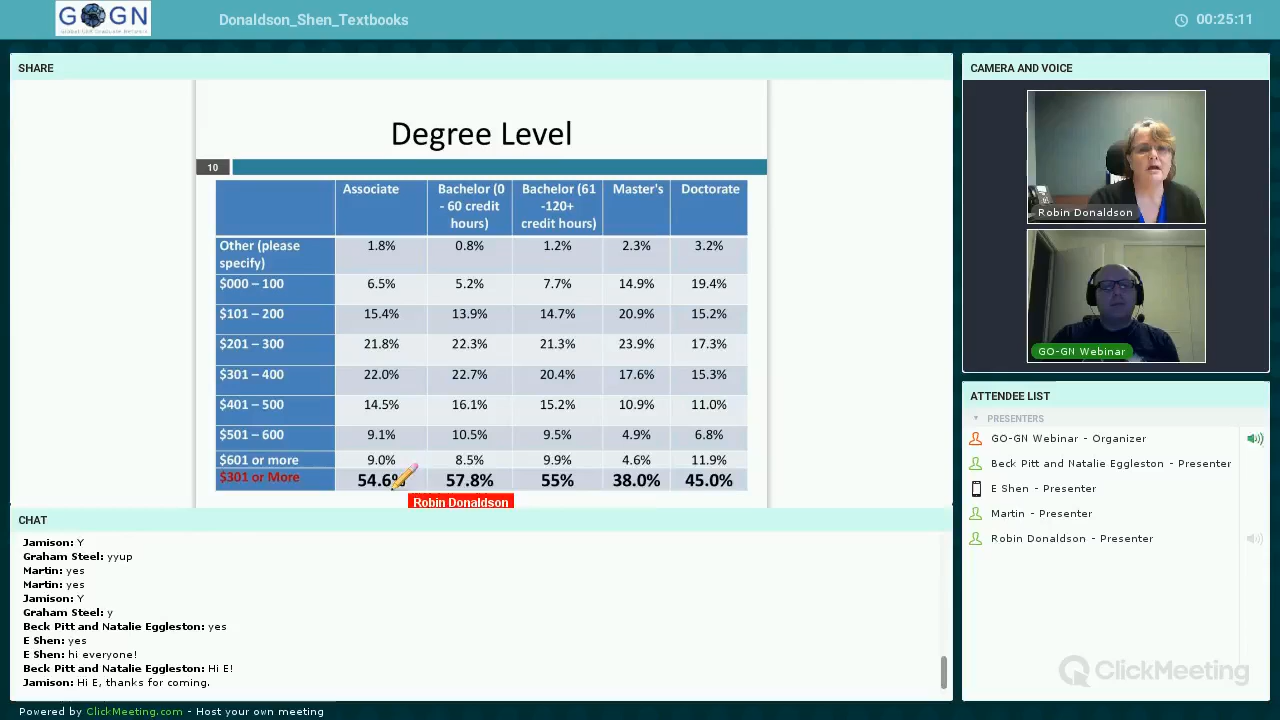 GOGN
Global OER Graduate Network
Donaldson_Shen_Textbooks
00:25:11
SHARE
Degree Level
10
Associate
Bachelor (0
- 60 credit
hours)
Bachelor (61
-120+
credit hours)
Master's
Doctorate
Other (please
specify)
1.8% 0.8% 1.2% 2.3% 3.2%
$000 – 100 6.5% 5.2% 7.7% 14.9% 19.4%
$101 – 200 15.4% 13.9% 14.7% 20.9% 15.2%
$201 – 300 21.8% 22.3% 21.3% 23.9% 17.3%
$301 – 400 22.0% 22.7% 20.4% 17.6% 15.3%
$401 – 500 14.5% 16.1% 15.2% 10.9% 11.0%
$501 – 600 9.1% 10.5% 9.5% 4.9% 6.8%
$601 or more 9.0% 8.5% 9.9% 4.6% 11.9%
$301 or More 54.6% 57.8% 55% 38.0% 45.0%
Robin Donaldson
CHAT
Jamison: Y
Graham Steel: yyup
Martin: yes
Martin: yes
Jamison: Y
Graham Steel: y
Beck Pitt and Natalie Eggleston: yes
E Shen: yes
E Shen: hi everyone!
Beck Pitt and Natalie Eggleston: Hi E!
Jamison: Hi E, thanks for coming.
CAMERA AND VOICE
Robin Donaldson
GO-GN Webinar
ATTENDEE LIST
PRESENTERS
GO-GN Webinar - Organizer
Beck Pitt and Natalie Eggleston - Presenter
E Shen - Presenter
Martin - Presenter
Robin Donaldson - Presenter
ClickMeeting
Powered by ClickMeeting.com - Host your own meeting